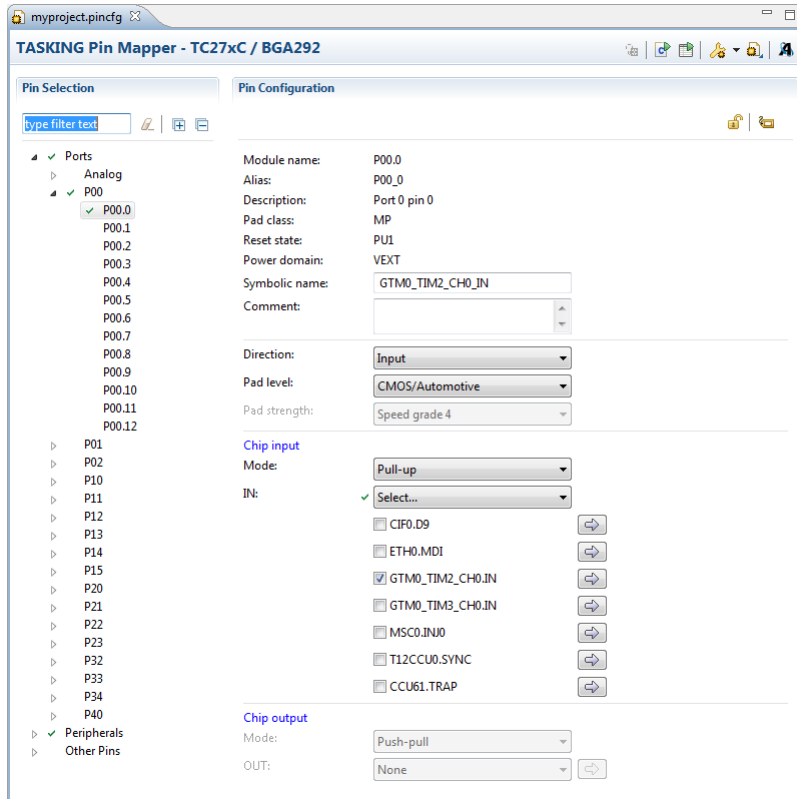 myproject.pincfg
TASKING Pin Mapper - TC27xC / BGA292
Pin Selection
type filter text
Ports
Analog
P00
P00.0
P00.1
P00.2
P00.3
P00.4
P00.5
P00.6
P00.7
P00.8
P00.9
P00.10
P00.11
P00.12
P01
P02
P10
P11
P12
P13
P14
P15
P20
P21
P22
P23
P32
P33
P34
P40
Peripherals
Other Pins
Pin Configuration
Module name: P00.0
Alias: P00_0
Description: Port 0 pin 0
Pad class: MP
Reset state: PU1
Power domain: VEXT
Symbolic name: GTM0_TIM2_CH0_IN
Comment:
Direction: Input
Pad level: CMOS/Automotive
Pad strength: Speed grade 4
Chip input
Mode: Pull-up
IN: Select...
CIF0.D9
ETH0.MDI
GTM0_TIM2_CH0.IN
GTM0_TIM3_CH0.IN
MSC0.INJ0
T12CCU0.SYNC
CCU61.TRAP
Chip output
Mode: Push-pull
OUT: None